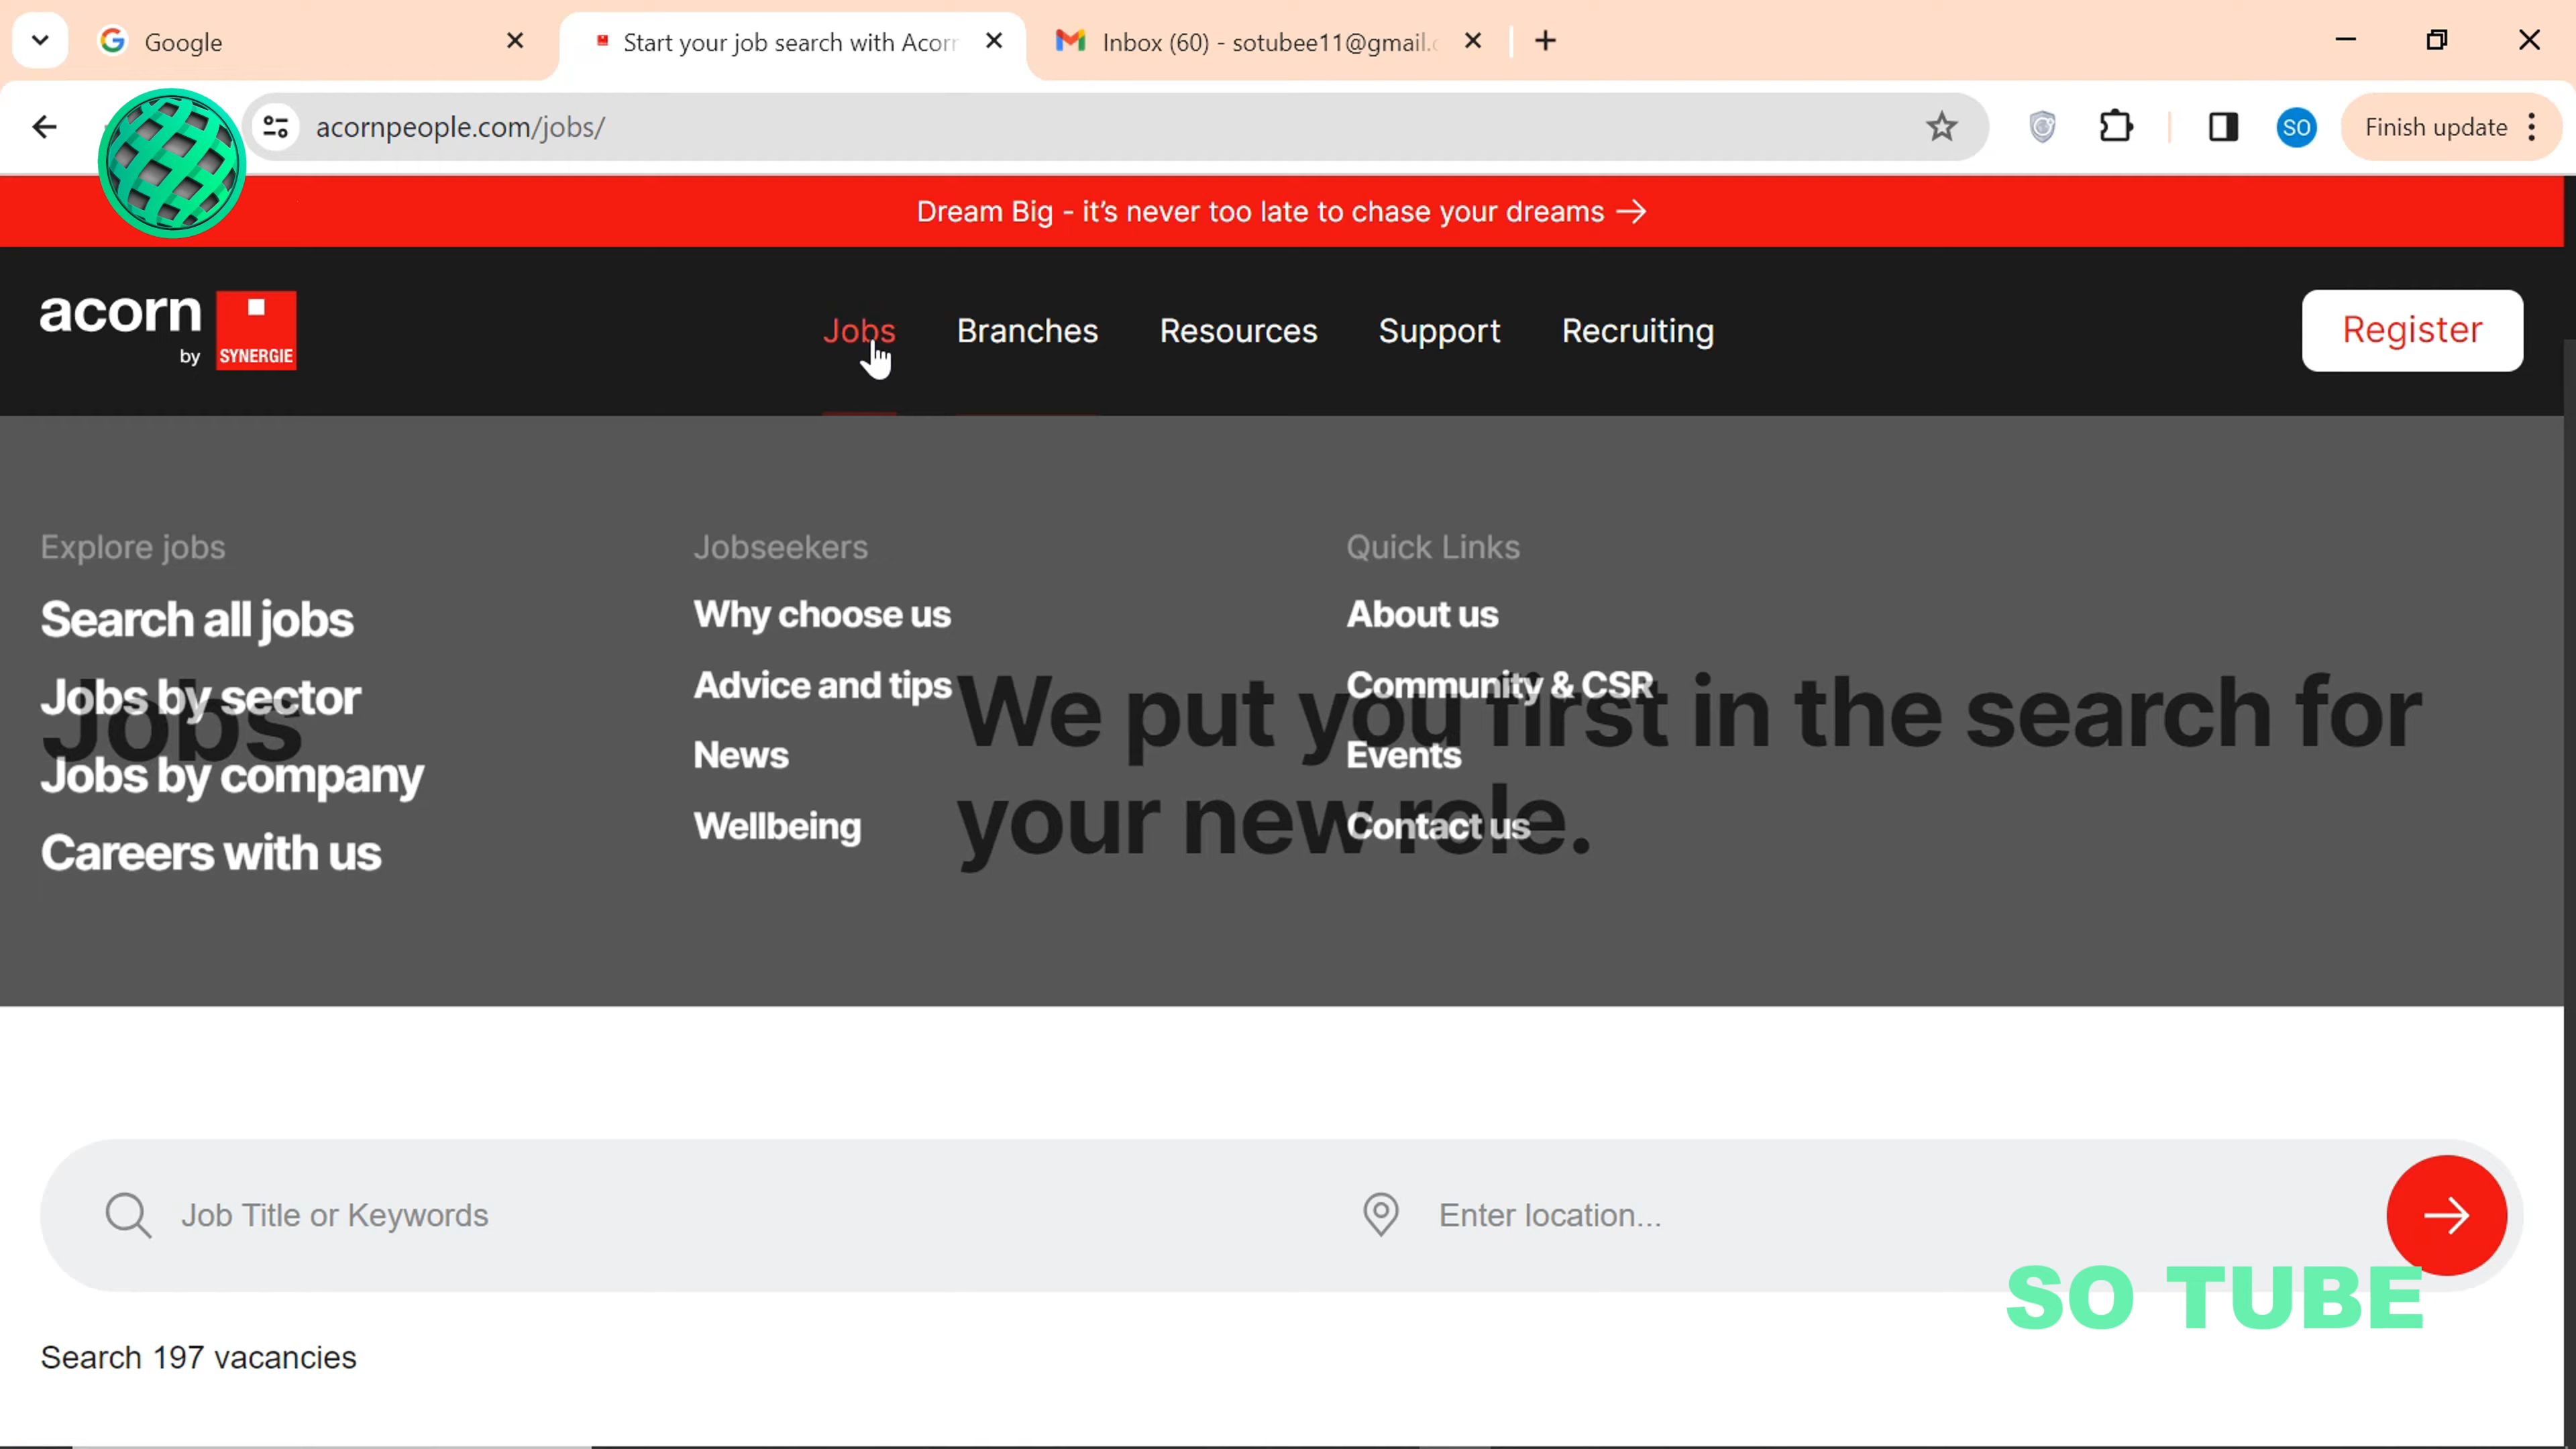 Google
Start your job search with Acorn
Inbox (60) - sotubee11@gmail.c
acornpeople.com/jobs/
SO
Finish update
Dream Big - it's never too late to chase your dreams →
acorn
by SYNERGIE
Jobs
Branches
Resources
Support
Recruiting
Register
Explore jobs
Search all jobs
Jobs by sector
Jobs by company
Careers with us
Jobseekers
Why choose us
Advice and tips
News
Wellbeing
Quick Links
About us
Community & CSR
Events
Contact us
Jobs
We put you first in the search for
your new role.
Job Title or Keywords
Enter location...
SO TUBE
Search 197 vacancies